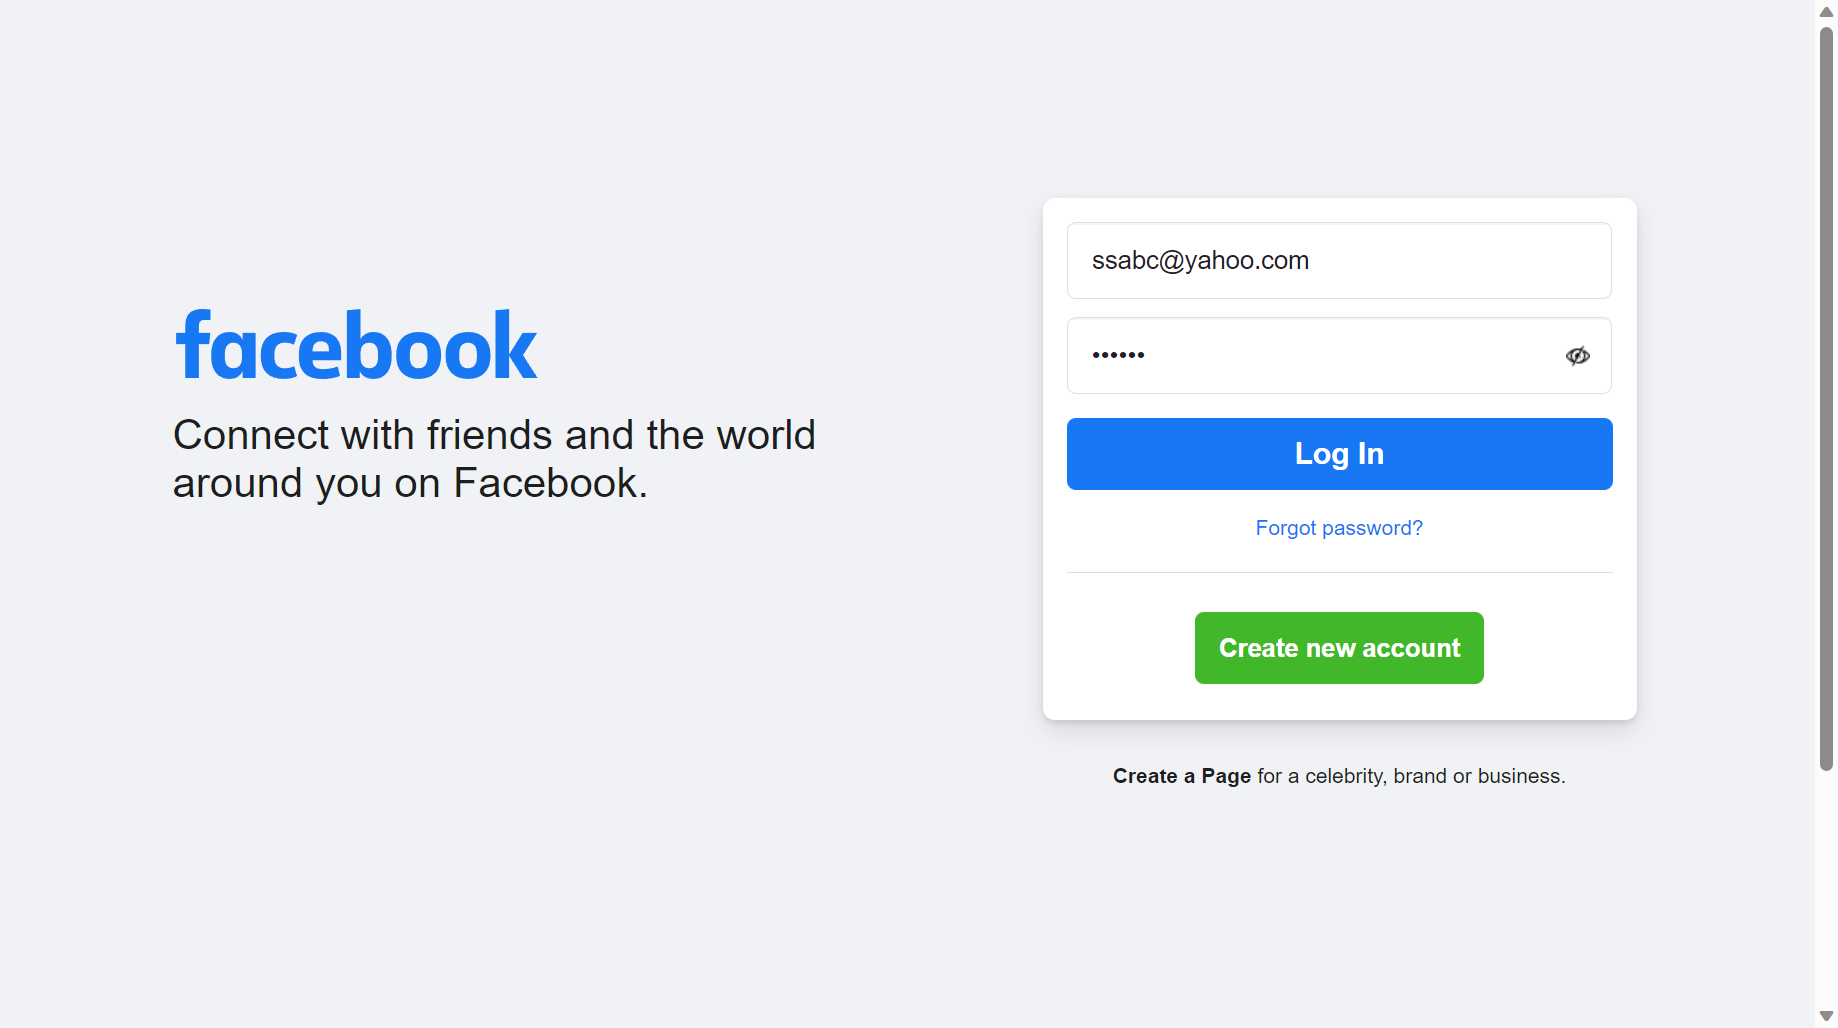 facebook
Connect with friends and the world
around you on Facebook.
ssabc@yahoo.com
••••••
Log In
Forgot password?
Create new account
Create a Page for a celebrity, brand or business.